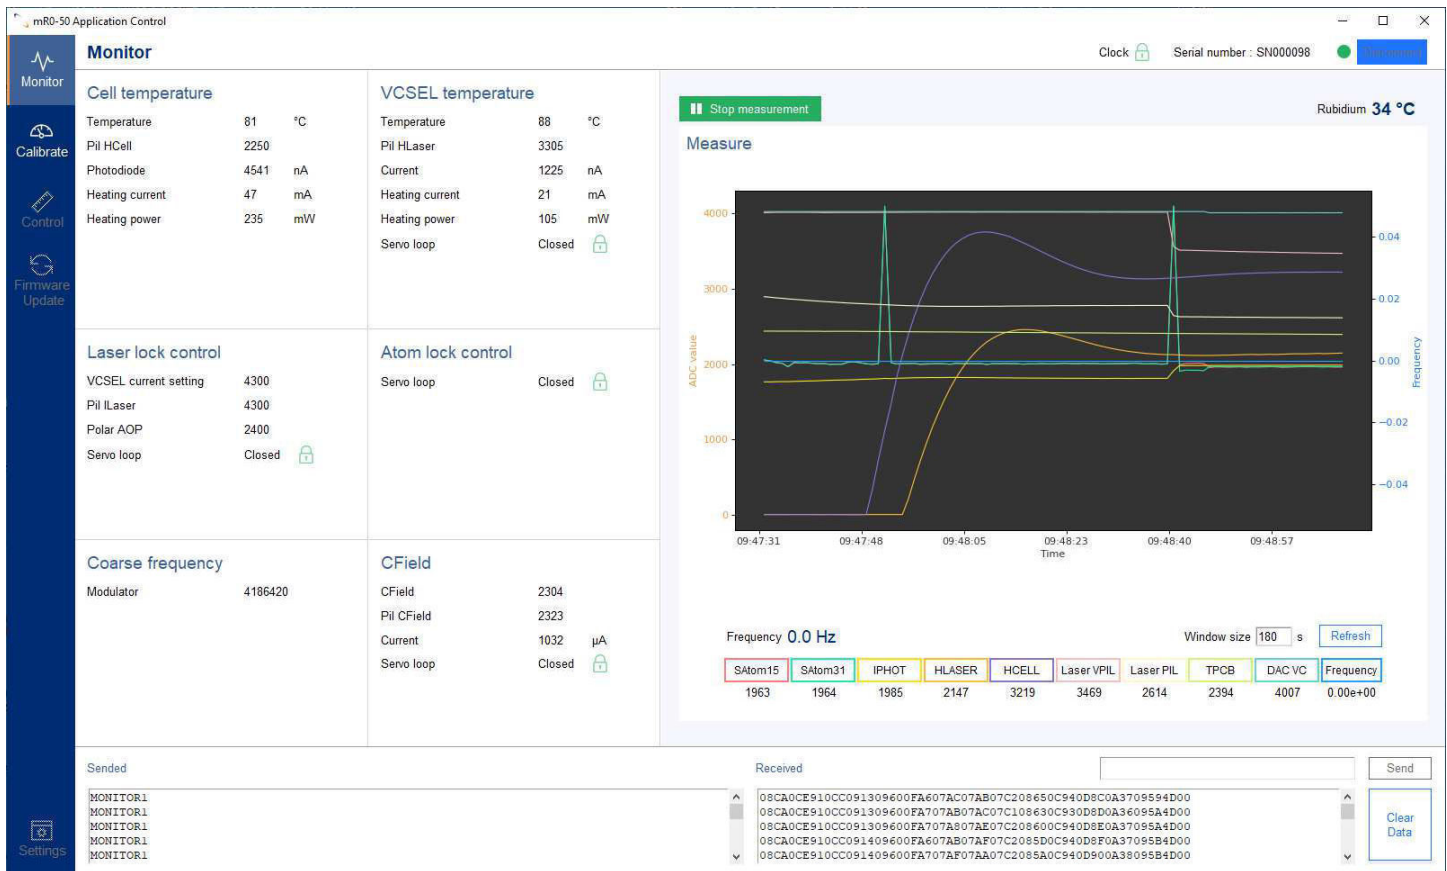 mR0-50 Application Control
Monitor
Calibrate
Control
Firmware
Update
Settings
Monitor
Clock
Serial number : SN000098
Disconnect
Cell temperature
Temperature 81 °C
Pil HCell 2250
Photodiode 4541 nA
Heating current 47 mA
Heating power 235 mW
VCSEL temperature
Temperature 88 °C
Pil HLaser 3305
Current 1225 nA
Heating current 21 mA
Heating power 105 mW
Servo loop Closed
Laser lock control
VCSEL current setting 4300
Pil ILaser 4300
Polar AOP 2400
Servo loop Closed
Atom lock control
Servo loop Closed
Coarse frequency
Modulator 4186420
CField
CField 2304
Pil CField 2323
Current 1032 µA
Servo loop Closed
Stop measurement
Rubidium 34 °C
Measure
4000
3000
2000
1000
0
ADC value
0.04
0.02
0.00
−0.02
−0.04
Frequency
09:47:31 09:47:48 09:48:05 09:48:23 09:48:40 09:48:57
Time
Frequency 0.0 Hz
Window size 180 s Refresh
SAtom15 SAtom31 IPHOT HLASER HCELL Laser VPIL Laser PIL TPCB DAC VC Frequency
1963 1964 1985 2147 3219 3469 2614 2394 4007 0.00e+00
Sended
MONITOR1
MONITOR1
MONITOR1
MONITOR1
MONITOR1
Received
Send
08CA0CE910CC091309600FA607AC07AB07C208650C940D8C0A3709594D00
08CA0CE910CC091309600FA707AB07AC07C108630C930D8D0A36095A4D00
08CA0CE910CC091309600FA707A807AE07C208600C940D8E0A37095A4D00
08CA0CE910CC091409600FA607AB07AF07C2085D0C940D8F0A37095B4D00
08CA0CE910CC091409600FA707AF07AA07C2085A0C940D900A38095B4D00
Clear
Data